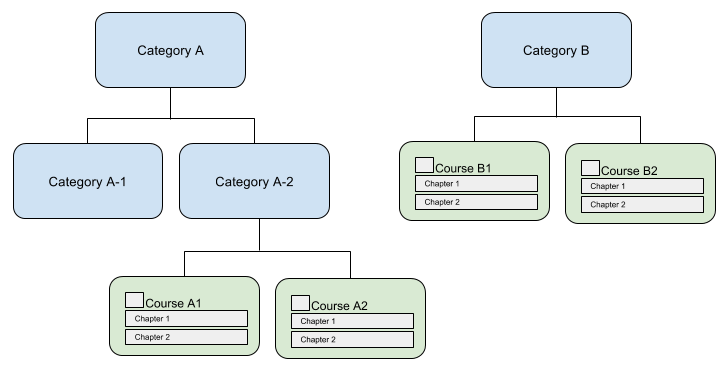 Category A
Category B
Category A-1
Category A-2
Course B1
Chapter 1
Chapter 2
Course B2
Chapter 1
Chapter 2
Course A1
Chapter 1
Chapter 2
Course A2
Chapter 1
Chapter 2